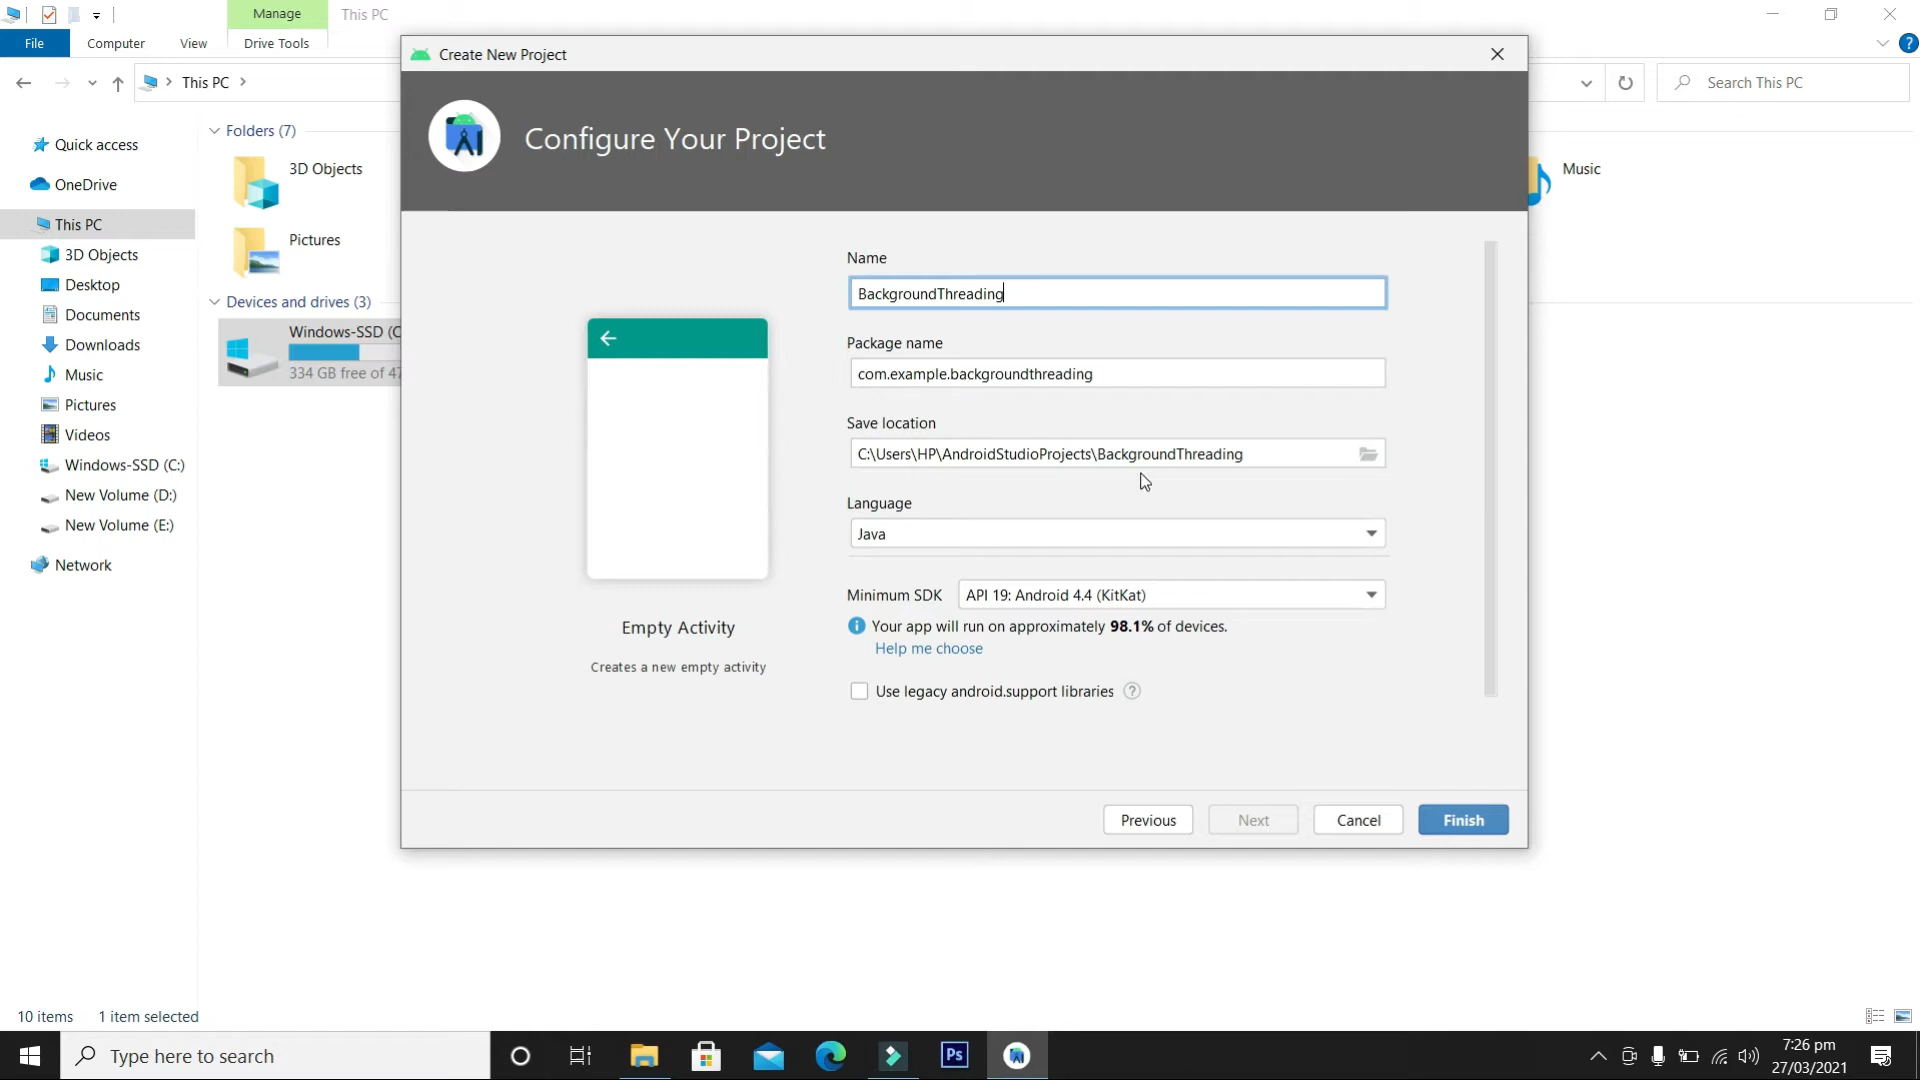 Manage
This PC
File
Computer
View
Drive Tools
This PC
Search This PC
Quick access
OneDrive
This PC
3D Objects
Desktop
Documents
Downloads
Music
Pictures
Videos
Windows-SSD (C:)
New Volume (D:)
New Volume (E:)
Network
Folders (7)
3D Objects
Pictures
Music
Devices and drives (3)
Windows-SSD (C
334 GB free of 47
Create New Project
Configure Your Project
Empty Activity
Creates a new empty activity
Name
BackgroundThreading
Package name
com.example.backgroundthreading
Save location
C:\Users\HP\AndroidStudioProjects\BackgroundThreading
Language
Java
Minimum SDK API 19: Android 4.4 (KitKat)
Your app will run on approximately 98.1% of devices.
Help me choose
Use legacy android.support libraries ?
Previous
Next
Cancel
Finish
10 items 1 item selected
Type here to search
Ps
7:26 pm
27/03/2021